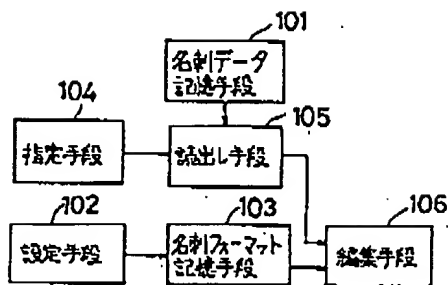 101
名刺データ
記憶手段
104
指定手段
105
読出し手段
102
設定手段
103
名刺フォーマット
記憶手段
106
編集手段